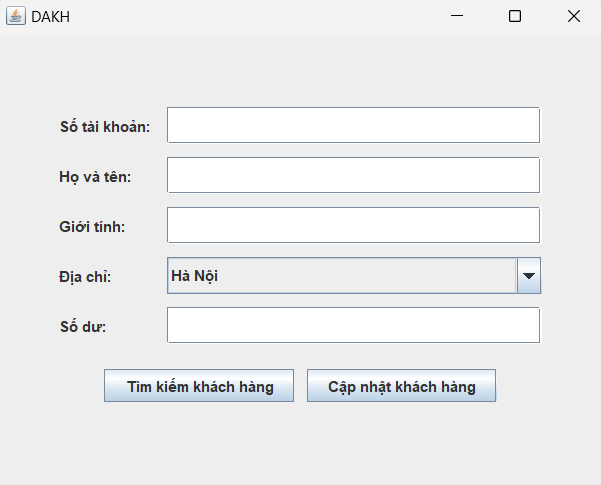 DAKH
Số tài khoản:
Họ và tên:
Giới tính:
Địa chỉ:
Hà Nội
Số dư:
Tìm kiếm khách hàng
Cập nhật khách hàng